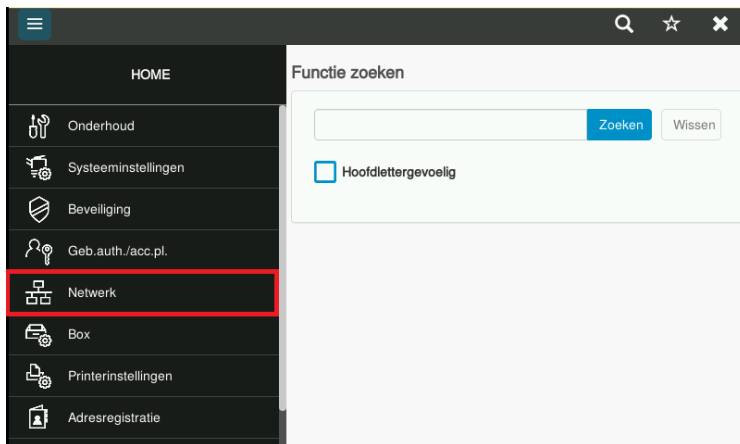 HOME
Onderhoud
Systeeminstellingen
Beveiliging
Geb.auth./acc.pl.
Netwerk
Box
Printerinstellingen
Adresregistratie
Functie zoeken
Zoeken Wissen
Hoofdlettergevoelig